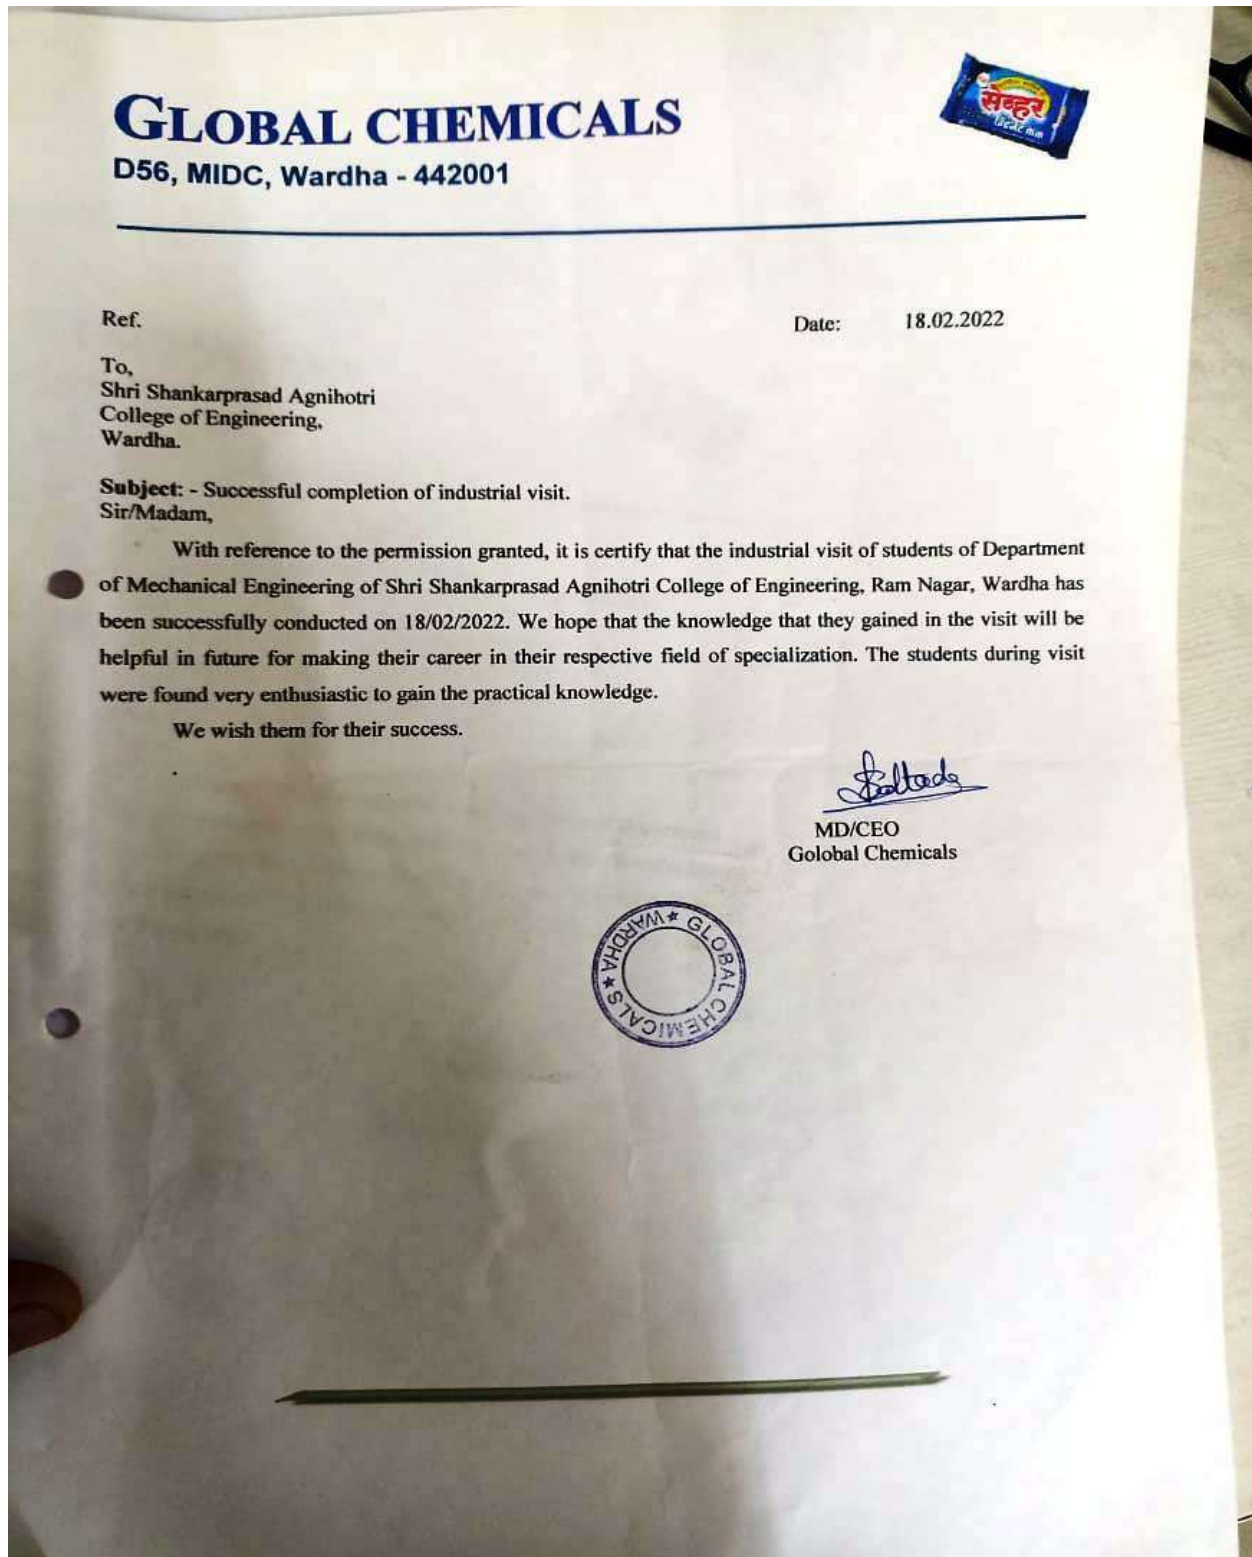 GLOBAL CHEMICALS
D56, MIDC, Wardha - 442001
सेव्हर
Ref.
Date: 18.02.2022
To,
Shri Shankarprasad Agnihotri
College of Engineering,
Wardha.
Subject: - Successful completion of industrial visit.
Sir/Madam,
With reference to the permission granted, it is certify that the industrial visit of students of Department
of Mechanical Engineering of Shri Shankarprasad Agnihotri College of Engineering, Ram Nagar, Wardha has
been successfully conducted on 18/02/2022. We hope that the knowledge that they gained in the visit will be
helpful in future for making their career in their respective field of specialization. The students during visit
were found very enthusiastic to gain the practical knowledge.
We wish them for their success.
MD/CEO
Golobal Chemicals
GLOBAL CHEMICALS ★ WARDHA ★